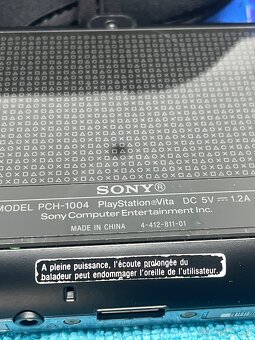 SONY®
MODEL PCH-1004 PlayStation®Vita DC 5V⎓1.2A
Sony Computer Entertainment Inc.
MADE IN CHINA 4-412-811-01
A pleine puissance, l'écoute prolongée du
baladeur peut endommager l'oreille de l'utilisateur.